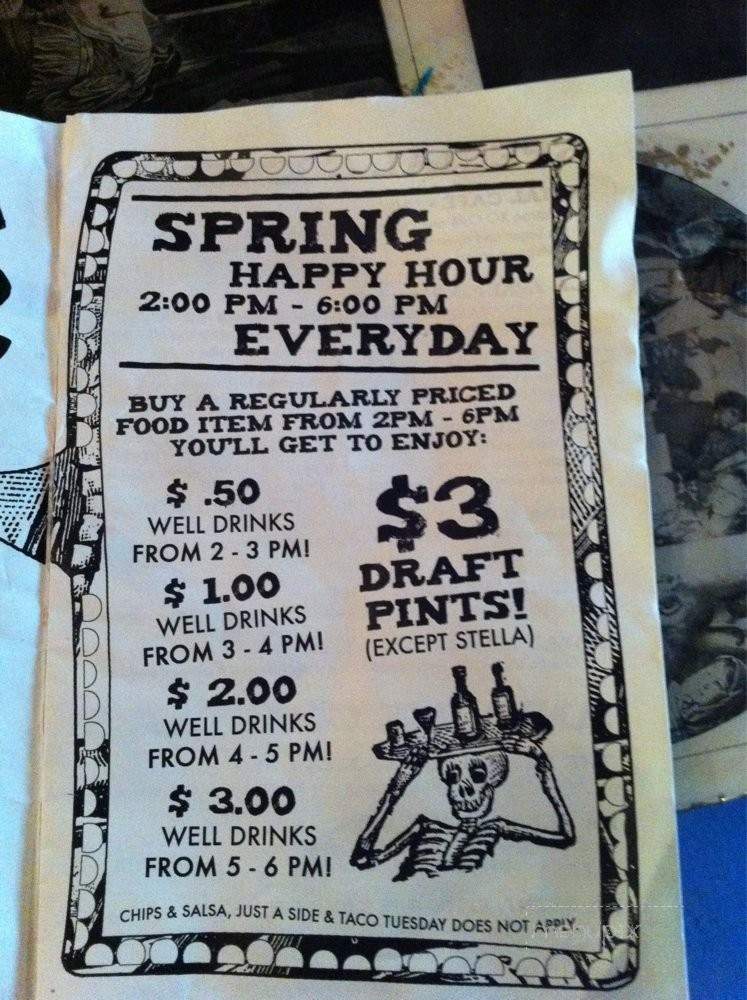 SPRING
HAPPY HOUR
2:00 PM - 6:00 PM
EVERYDAY
BUY A REGULARLY PRICED
FOOD ITEM FROM 2PM - 6PM
YOU'LL GET TO ENJOY:
$ .50
WELL DRINKS
FROM 2 - 3 PM!
$ 1.00
WELL DRINKS
FROM 3 - 4 PM!
$ 2.00
WELL DRINKS
FROM 4 - 5 PM!
$ 3.00
WELL DRINKS
FROM 5 - 6 PM!
$3
DRAFT
PINTS!
(EXCEPT STELLA)
CHIPS & SALSA, JUST A SIDE & TACO TUESDAY DOES NOT APPLY